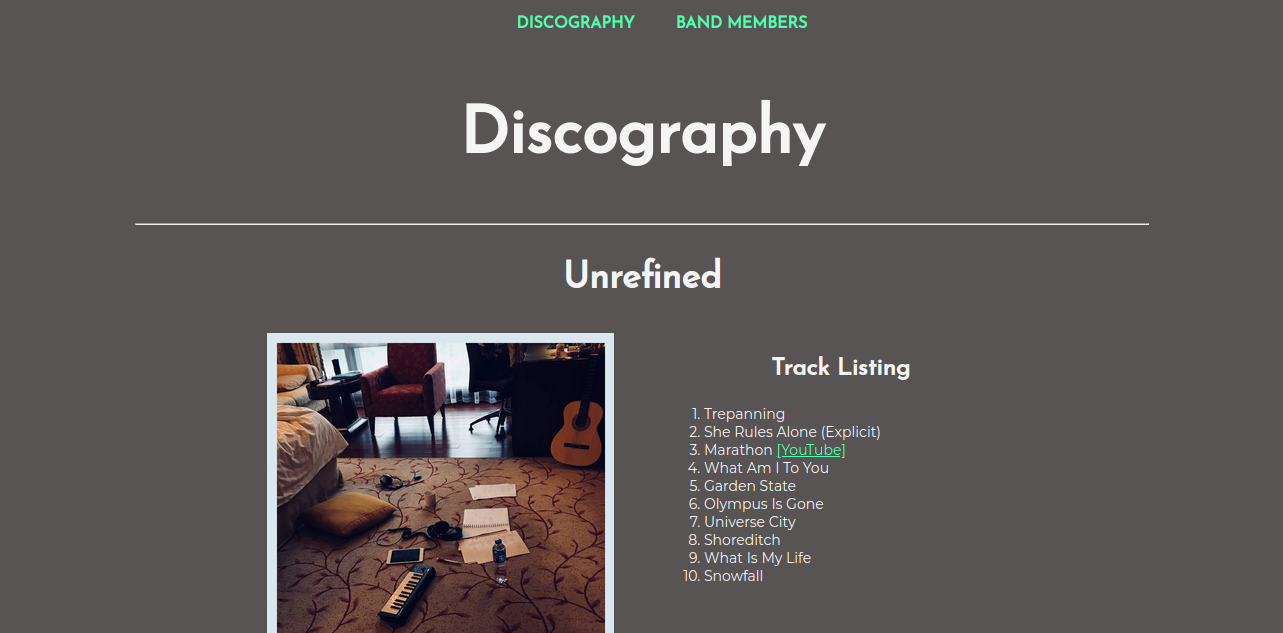 DISCOGRAPHY BAND MEMBERS
Discography
Unrefined
Track Listing
1. Trepanning
2. She Rules Alone (Explicit)
3. Marathon [YouTube]
4. What Am I To You
5. Garden State
6. Olympus Is Gone
7. Universe City
8. Shoreditch
9. What Is My Life
10. Snowfall